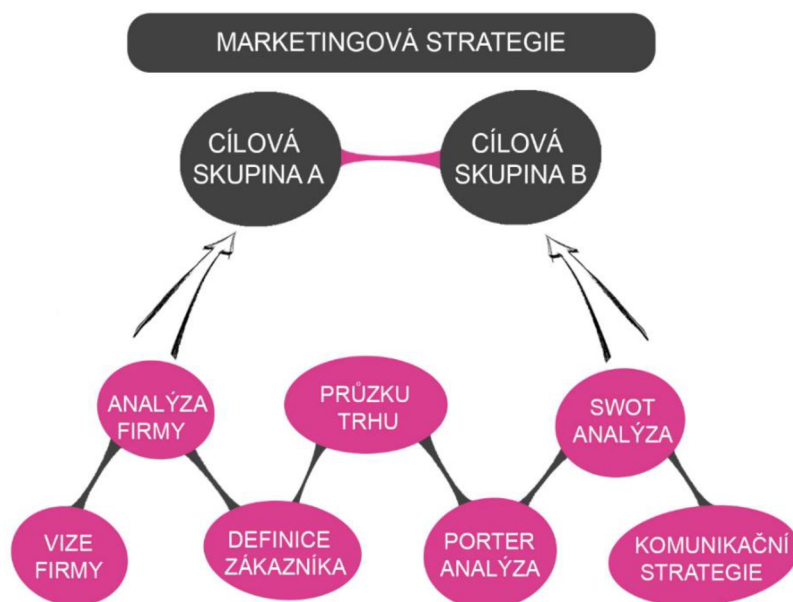 MARKETINGOVÁ STRATEGIE
CÍLOVÁ
SKUPINA A
CÍLOVÁ
SKUPINA B
ANALÝZA
FIRMY
PRŮZKU
TRHU
SWOT
ANALÝZA
VIZE
FIRMY
DEFINICE
ZÁKAZNÍKA
PORTER
ANALÝZA
KOMUNIKAČNÍ
STRATEGIE